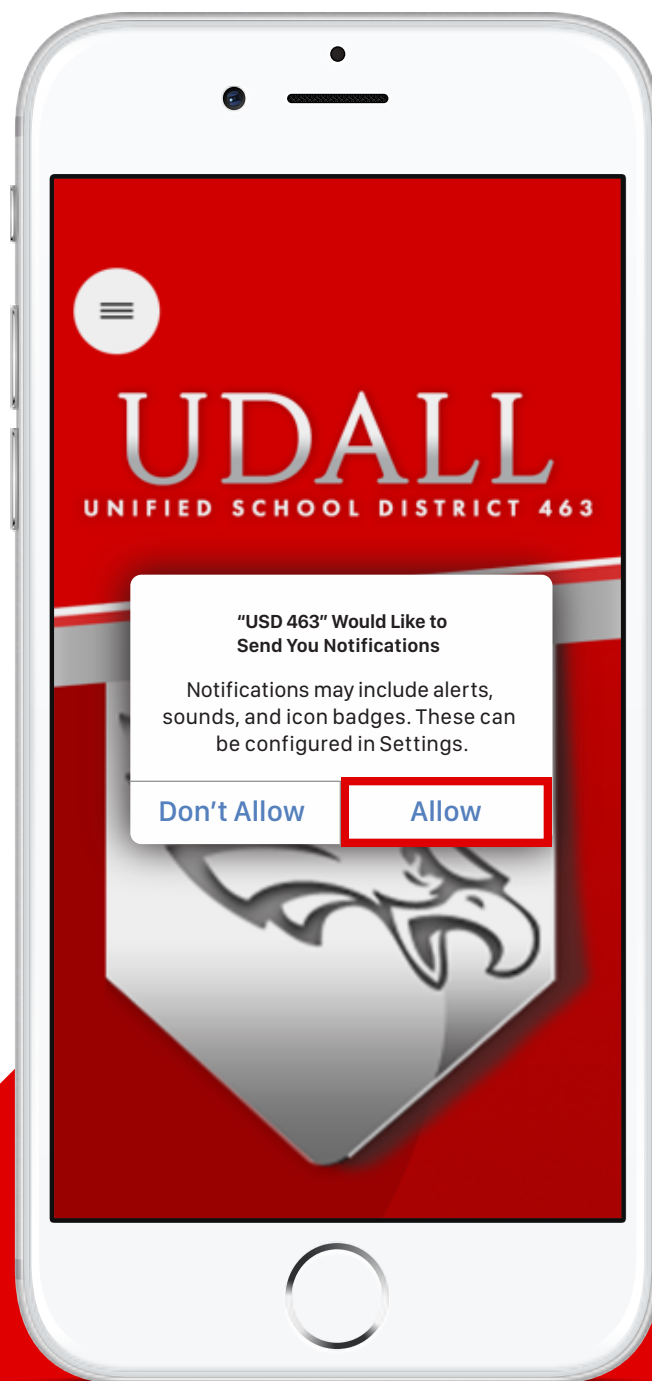 UDALL
UNIFIED SCHOOL DISTRICT 463
“USD 463” Would Like to
Send You Notifications
Notifications may include alerts,
sounds, and icon badges. These can
be configured in Settings.
Don’t Allow
Allow